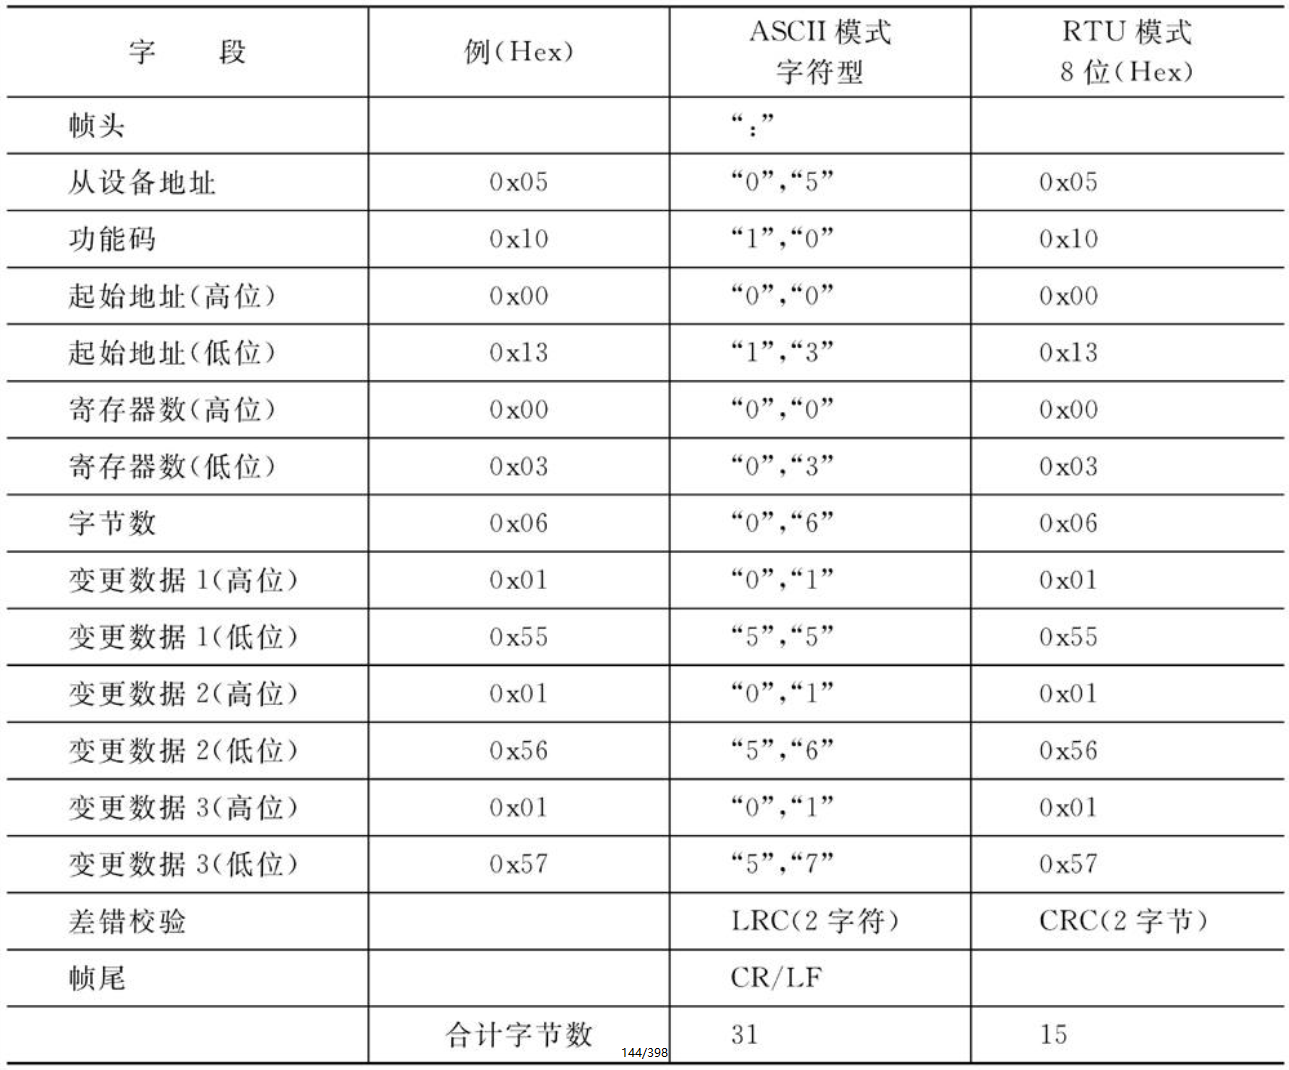 字 段 例(Hex) ASCII 模式 字符型 RTU 模式 8 位(Hex)
帧头 “:”
从设备地址 0x05 “0”,“5” 0x05
功能码 0x10 “1”,“0” 0x10
起始地址(高位) 0x00 “0”,“0” 0x00
起始地址(低位) 0x13 “1”,“3” 0x13
寄存器数(高位) 0x00 “0”,“0” 0x00
寄存器数(低位) 0x03 “0”,“3” 0x03
字节数 0x06 “0”,“6” 0x06
变更数据 1(高位) 0x01 “0”,“1” 0x01
变更数据 1(低位) 0x55 “5”,“5” 0x55
变更数据 2(高位) 0x01 “0”,“1” 0x01
变更数据 2(低位) 0x56 “5”,“6” 0x56
变更数据 3(高位) 0x01 “0”,“1” 0x01
变更数据 3(低位) 0x57 “5”,“7” 0x57
差错校验 LRC(2 字符) CRC(2 字节)
帧尾 CR/LF
合计字节数 31 15
144/398